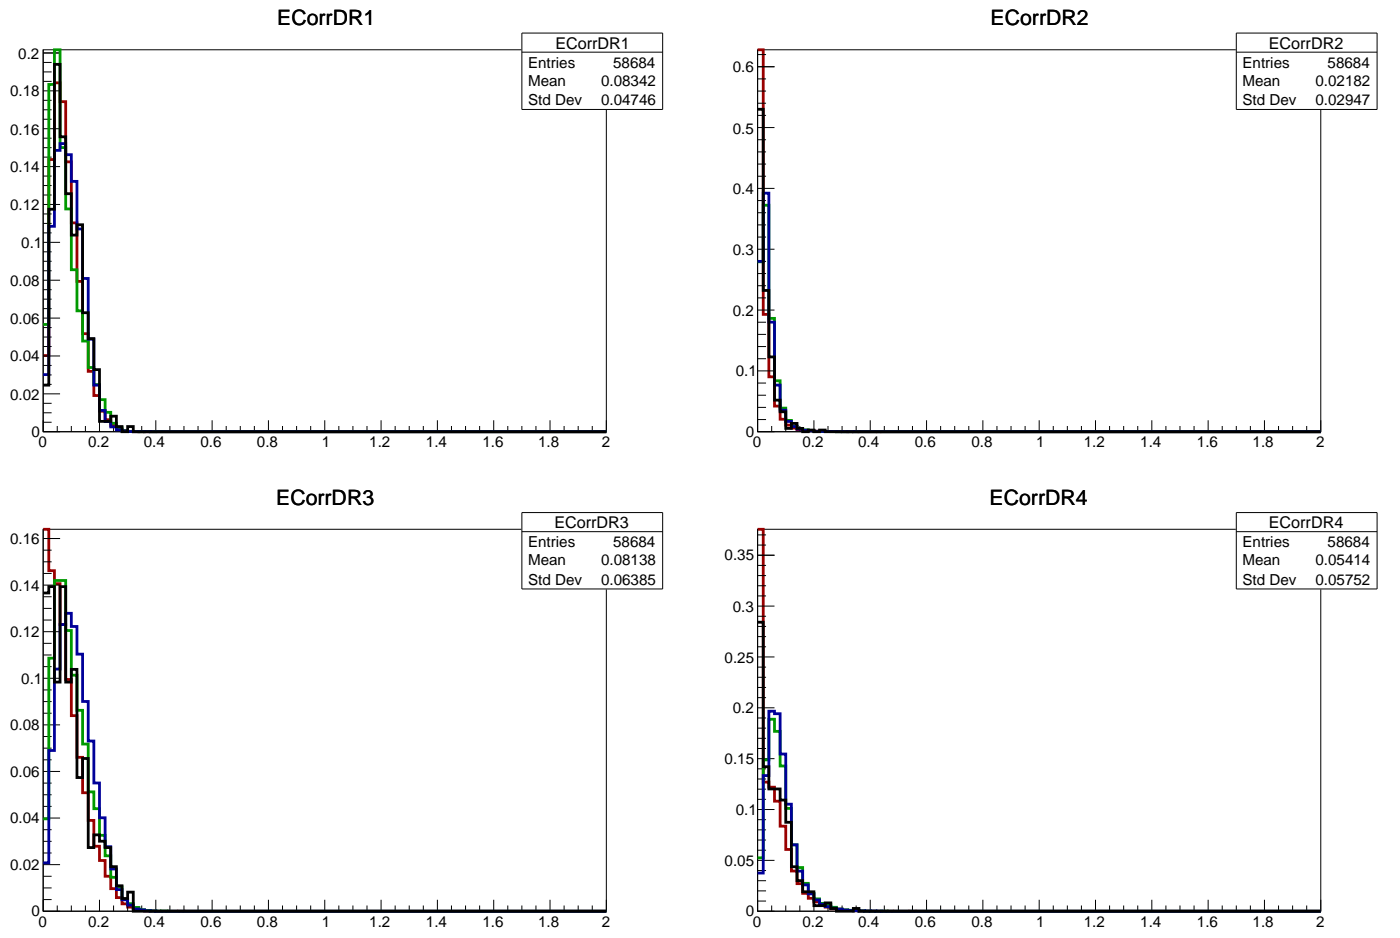 ECorrDR1
ECorrDR1
Entries 58684
Mean 0.08342
Std Dev 0.04746
0.2
0.18
0.16
0.14
0.12
0.1
0.08
0.06
0.04
0.02
0
0 0.2 0.4 0.6 0.8 1 1.2 1.4 1.6 1.8 2
ECorrDR2
ECorrDR2
Entries 58684
Mean 0.02182
Std Dev 0.02947
0.6
0.5
0.4
0.3
0.2
0.1
0
0 0.2 0.4 0.6 0.8 1 1.2 1.4 1.6 1.8 2
ECorrDR3
ECorrDR3
Entries 58684
Mean 0.08138
Std Dev 0.06385
0.16
0.14
0.12
0.1
0.08
0.06
0.04
0.02
0
0 0.2 0.4 0.6 0.8 1 1.2 1.4 1.6 1.8 2
ECorrDR4
ECorrDR4
Entries 58684
Mean 0.05414
Std Dev 0.05752
0.35
0.3
0.25
0.2
0.15
0.1
0.05
0
0 0.2 0.4 0.6 0.8 1 1.2 1.4 1.6 1.8 2